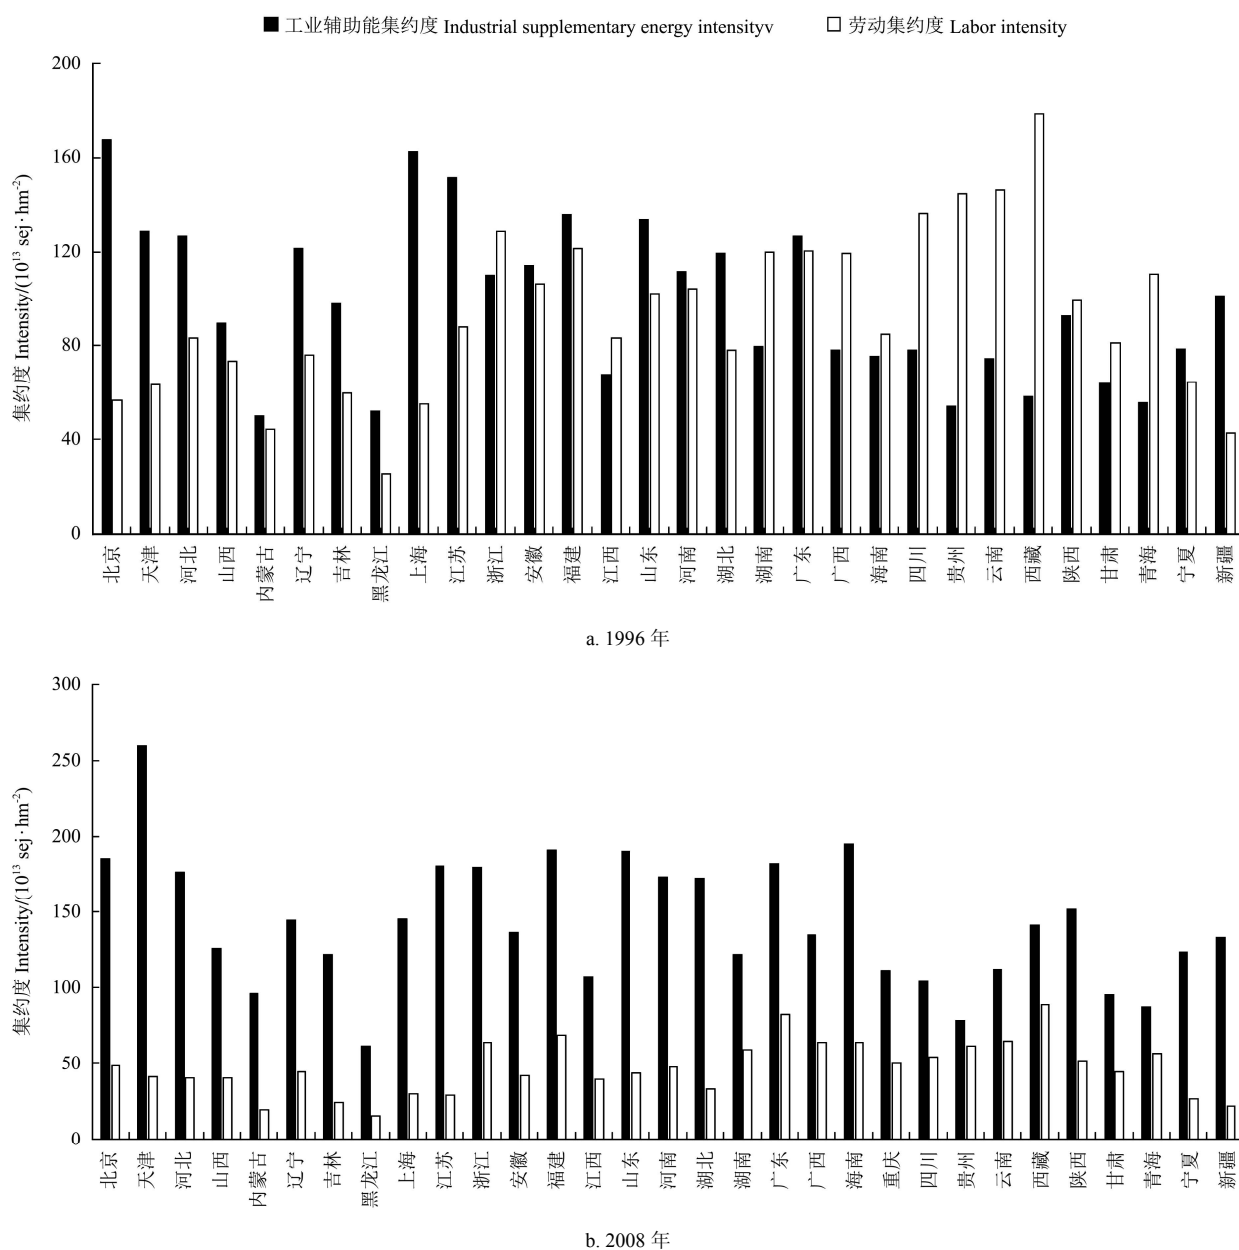 工业辅助能集约度 Industrial supplementary energy intensityv 劳动集约度 Labor intensity
集约度 Intensity/(10¹³ sej·hm⁻²)
200
160
120
80
40
0
北京 天津 河北 山西 内蒙古 辽宁 吉林 黑龙江 上海 江苏 浙江 安徽 福建 江西 山东 河南 湖北 湖南 广东 广西 海南 四川 贵州 云南 西藏 陕西 甘肃 青海 宁夏 新疆
a. 1996 年
集约度 Intensity/(10¹³ sej·hm⁻²)
300
250
200
150
100
50
0
北京 天津 河北 山西 内蒙古 辽宁 吉林 黑龙江 上海 江苏 浙江 安徽 福建 江西 山东 河南 湖北 湖南 广东 广西 海南 重庆 四川 贵州 云南 西藏 陕西 甘肃 青海 宁夏 新疆
b. 2008 年